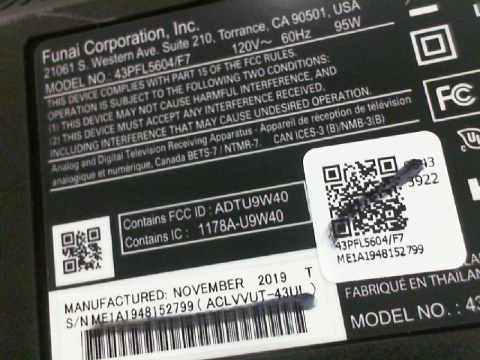 Funai Corporation, Inc.
21061 S. Western Ave. Suite 210, Torrance, CA 90501, USA
MODEL NO.: 43PFL5604/F7 120V~ 60Hz 95W
THIS DEVICE COMPLIES WITH PART 15 OF THE FCC RULES.
OPERATION IS SUBJECT TO THE FOLLOWING TWO CONDITIONS:
(1) THIS DEVICE MAY NOT CAUSE HARMFUL INTERFERENCE, AND
(2) THIS DEVICE MUST ACCEPT ANY INTERFERENCE RECEIVED,
INCLUDING INTERFERENCE THAT MAY CAUSE UNDESIRED OPERATION.
Analog and Digital Television Receiving Apparatus - Appareil de réception de télévision
analogique et numérique, Canada BETS-7 / NTMR-7. CAN ICES-3 (B)/NMB-3(B)
FC
UL
Contains FCC ID : ADTU9W40
Contains IC : 1178A-U9W40
43
3922
43PFL5604/F7
ME1A1948152799
MANUFACTURED: NOVEMBER 2019 T
S/N ME1A1948152799 (ACLVVUT-43UL)
FABRIQUÉ EN THAÏLAN
MODEL NO. : 43